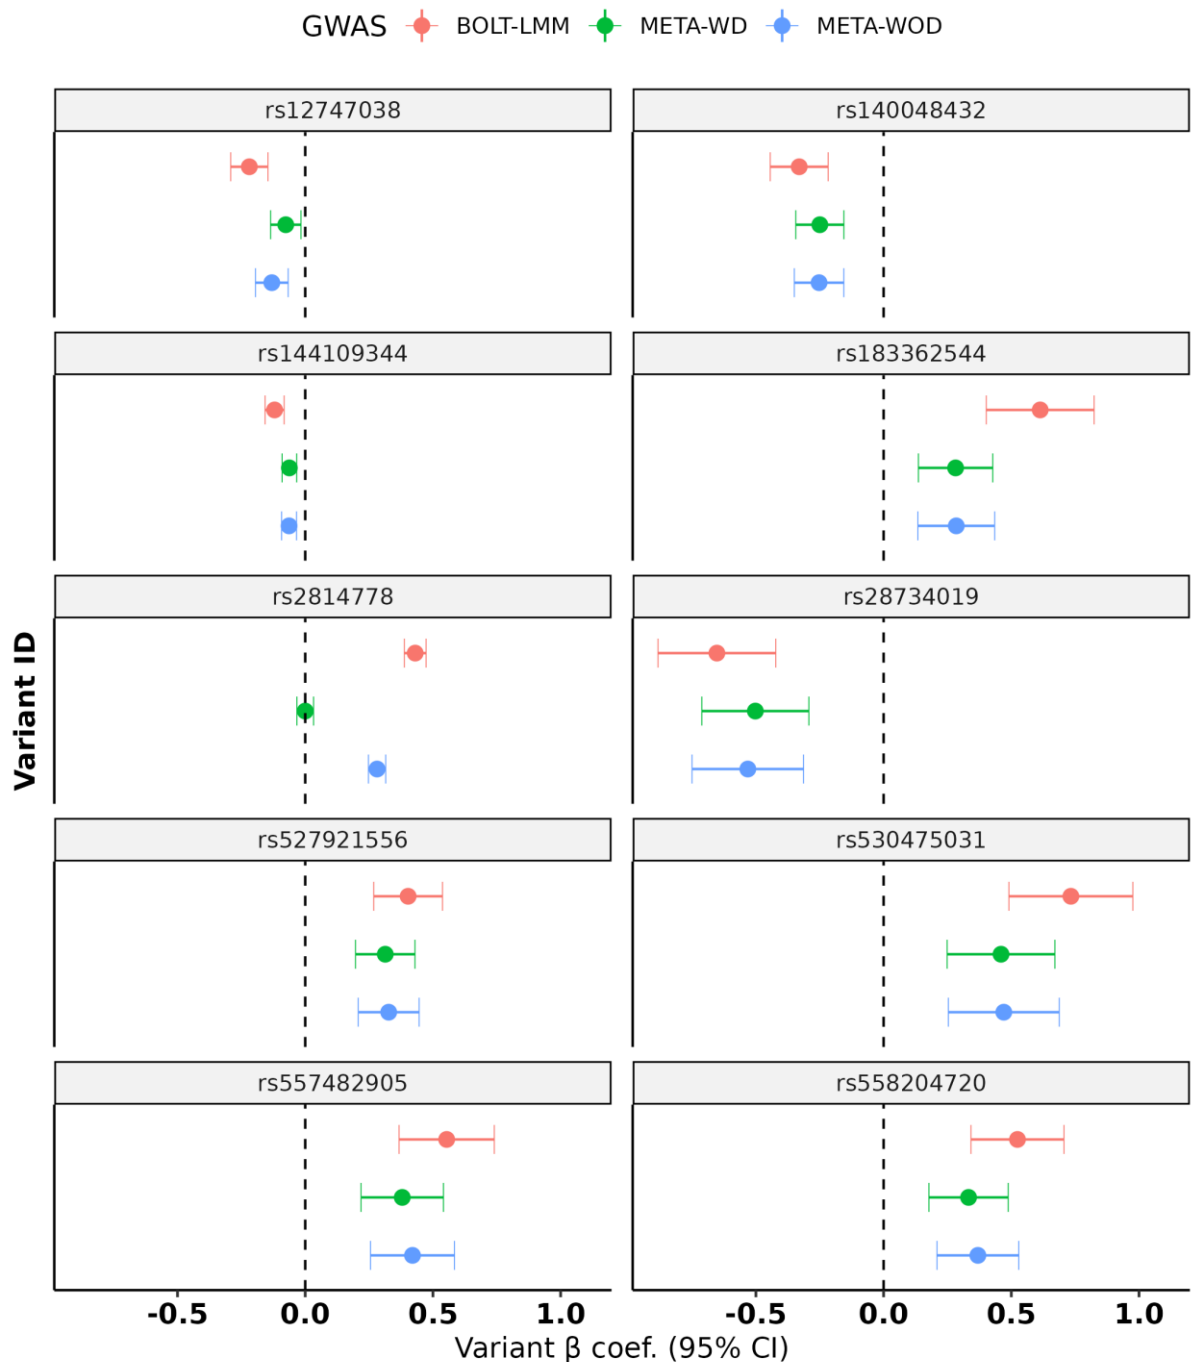 GWAS BOLT-LMM META-WD META-WOD
rs12747038 rs140048432
rs144109344 rs183362544
rs2814778 rs28734019
Variant ID
rs527921556 rs530475031
rs557482905 rs558204720
-0.5 0.0 0.5 1.0 -0.5 0.0 0.5 1.0
Variant β coef. (95% CI)